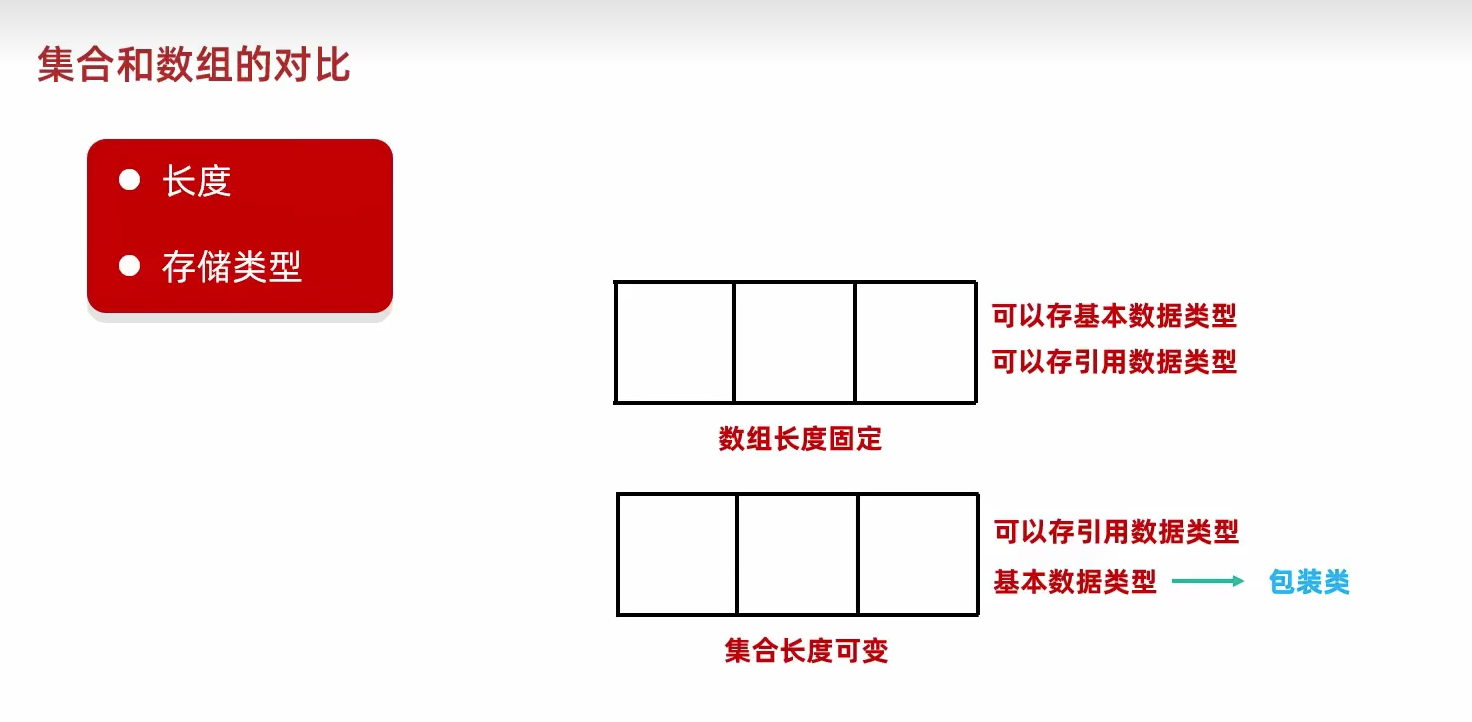 集合和数组的对比
长度
存储类型
可以存基本数据类型
可以存引用数据类型
数组长度固定
可以存引用数据类型
基本数据类型 包装类
集合长度可变